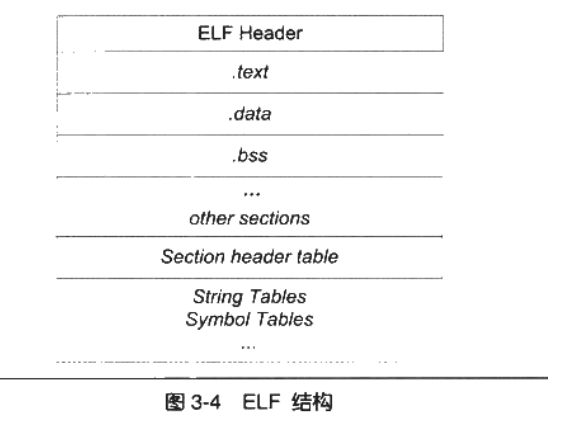 ELF Header
.text
.data
.bss
...
other sections
Section header table
String Tables
Symbol Tables
...
图 3-4 ELF 结构